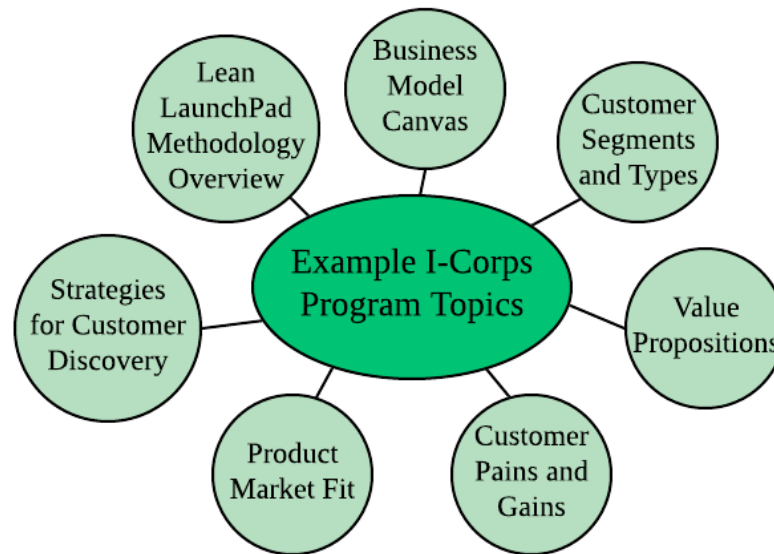 Lean
LaunchPad
Methodology
Overview
Business
Model
Canvas
Customer
Segments
and Types
Example I-Corps
Program Topics
Strategies
for Customer
Discovery
Value
Propositions
Product
Market Fit
Customer
Pains and
Gains